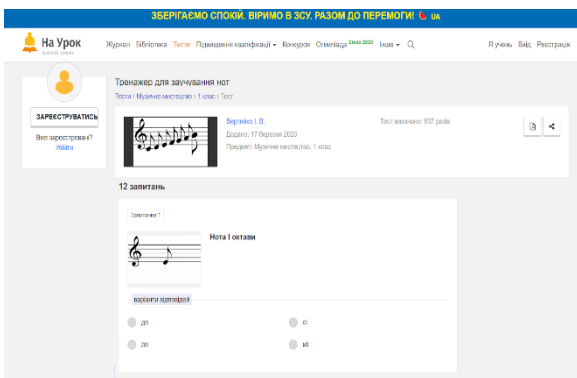 ЗБЕРІГАЄМО СПОКІЙ. ВІРИМО В ЗСУ. РАЗОМ ДО ПЕРЕМОГИ! UA
На Урок
Журнал Бібліотека Тести Підвищення кваліфікації Конкурси Олімпіада Зима 2023 Інше Я учень Вхід Реєстрація
ЗАРЕЄСТРУВАТИСЬ
Вже зареєстровані?
Увійти
Тренажер для заучування нот
Тести › Музичне мистецтво › 1 клас › Тест
Вертейко І. В.
Тест виконано: 837 разів
Додано: 17 березня 2020
Предмет: Музичне мистецтво, 1 клас
12 запитань
Запитання 1
Нота І октави
варіанти відповідей
до
сі
ля
мі